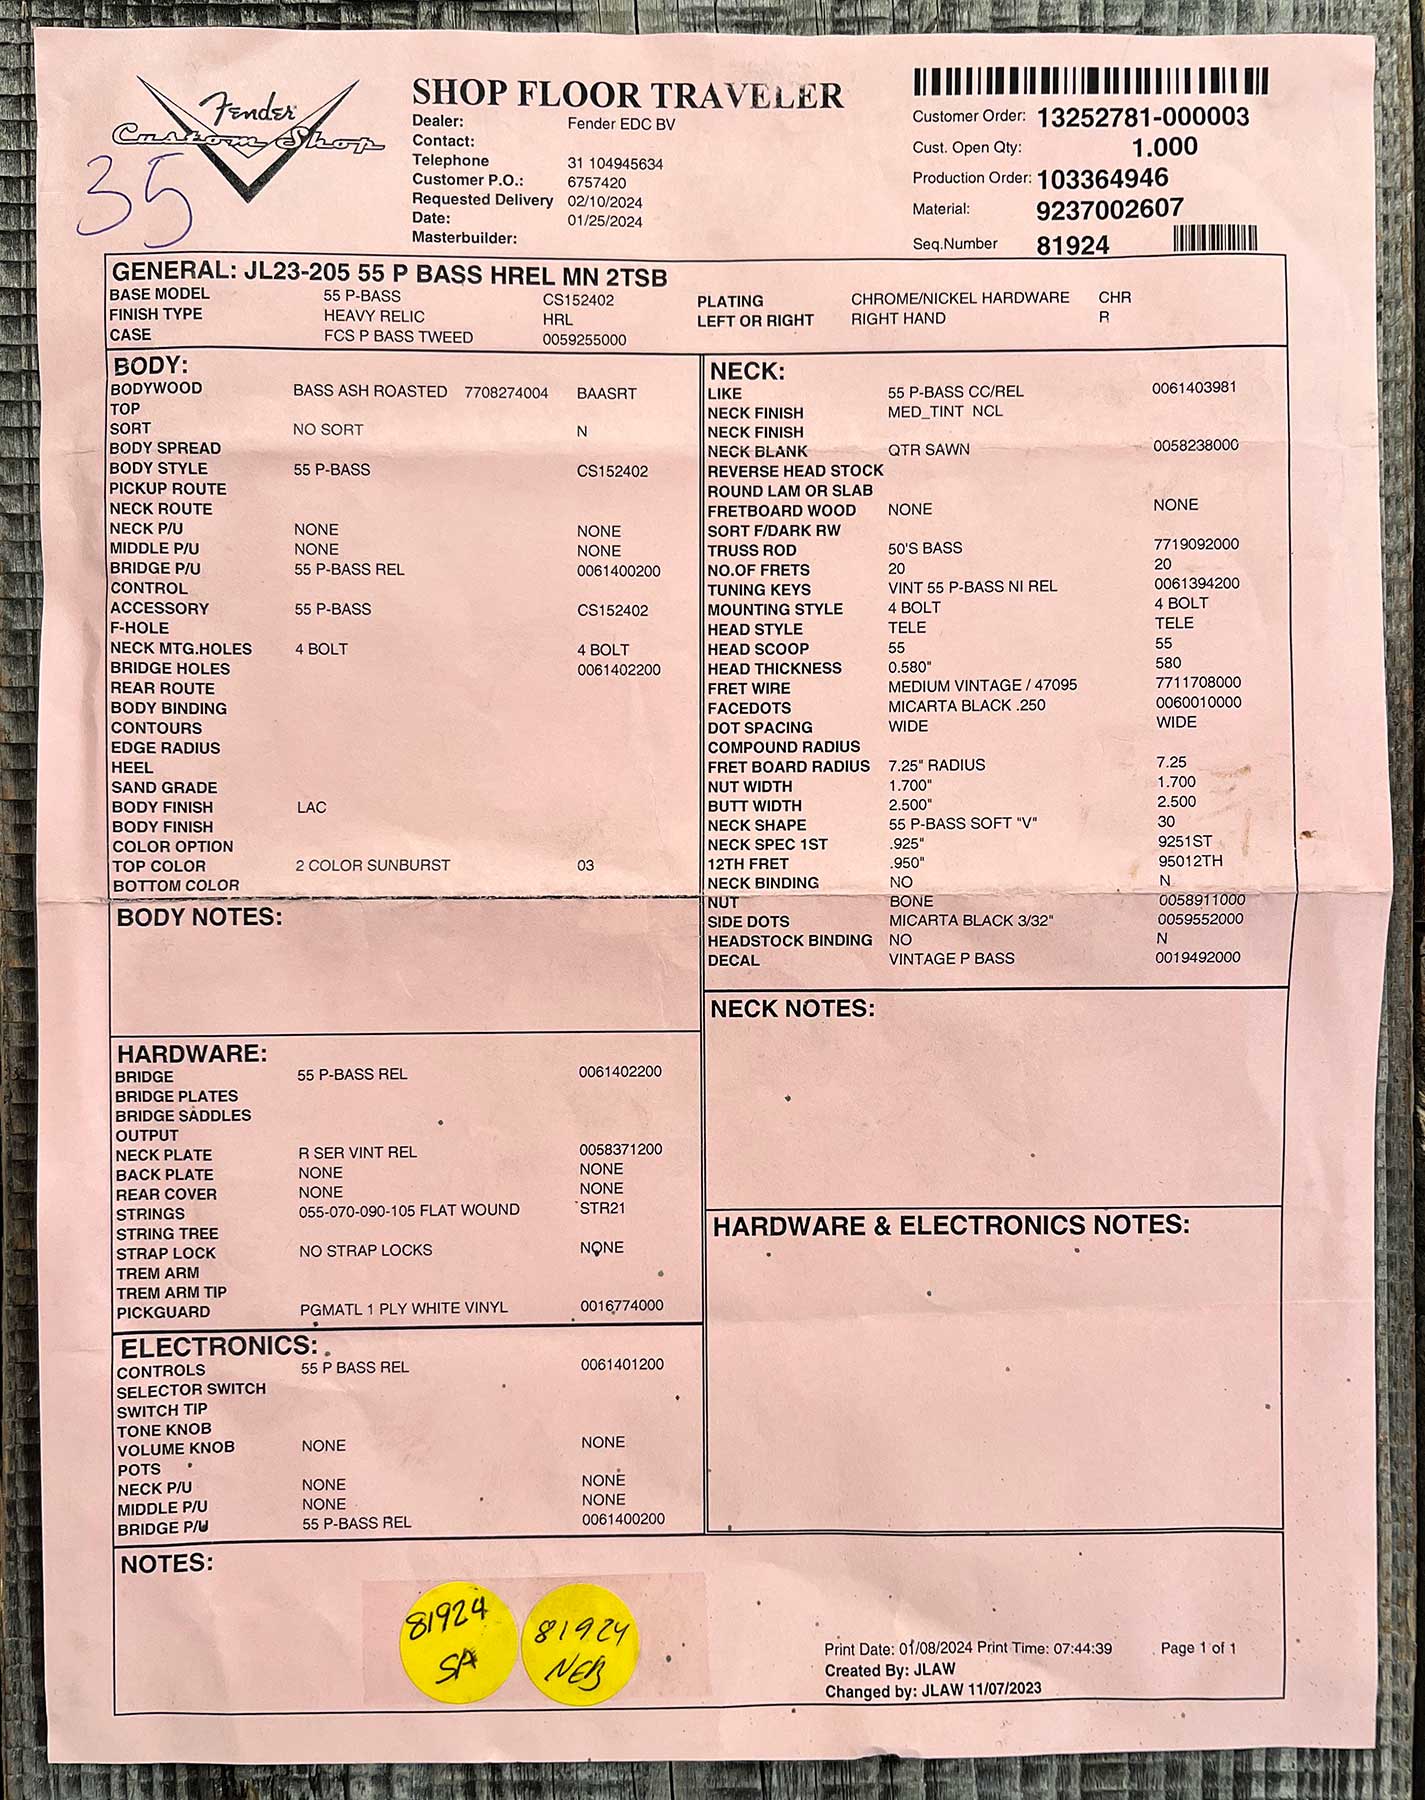 Fender
Custom Shop
35
SHOP FLOOR TRAVELER
Dealer: Fender EDC BV
Contact:
Telephone 31 104945634
Customer P.O.: 6757420
Requested Delivery 02/10/2024
Date: 01/25/2024
Masterbuilder:
Customer Order: 13252781-000003
Cust. Open Qty: 1.000
Production Order: 103364946
Material: 9237002607
Seq.Number 81924
GENERAL: JL23-205 55 P BASS HREL MN 2TSB
BASE MODEL 55 P-BASS CS152402 PLATING CHROME/NICKEL HARDWARE CHR
FINISH TYPE HEAVY RELIC HRL LEFT OR RIGHT RIGHT HAND R
CASE FCS P BASS TWEED 0059255000
BODY:
BODYWOOD BASS ASH ROASTED 7708274004 BAASRT
TOP
SORT NO SORT N
BODY SPREAD
BODY STYLE 55 P-BASS CS152402
PICKUP ROUTE
NECK ROUTE
NECK P/U NONE NONE
MIDDLE P/U NONE NONE
BRIDGE P/U 55 P-BASS REL 0061400200
CONTROL
ACCESSORY 55 P-BASS CS152402
F-HOLE
NECK MTG.HOLES 4 BOLT 4 BOLT
BRIDGE HOLES 0061402200
REAR ROUTE
BODY BINDING
CONTOURS
EDGE RADIUS
HEEL
SAND GRADE
BODY FINISH LAC
BODY FINISH
COLOR OPTION
TOP COLOR 2 COLOR SUNBURST 03
BOTTOM COLOR
BODY NOTES:
HARDWARE:
BRIDGE 55 P-BASS REL 0061402200
BRIDGE PLATES
BRIDGE SADDLES
OUTPUT
NECK PLATE R SER VINT REL 0058371200
BACK PLATE NONE NONE
REAR COVER NONE NONE
STRINGS 055-070-090-105 FLAT WOUND STR21
STRING TREE
STRAP LOCK NO STRAP LOCKS NONE
TREM ARM
TREM ARM TIP
PICKGUARD PGMATL 1 PLY WHITE VINYL 0016774000
ELECTRONICS:
CONTROLS 55 P BASS REL 0061401200
SELECTOR SWITCH
SWITCH TIP
TONE KNOB
VOLUME KNOB NONE NONE
POTS
NECK P/U NONE NONE
MIDDLE P/U NONE NONE
BRIDGE P/U 55 P-BASS REL 0061400200
NECK:
LIKE 55 P-BASS CC/REL 0061403981
NECK FINISH MED_TINT NCL
NECK FINISH
NECK BLANK QTR SAWN 0058238000
REVERSE HEAD STOCK
ROUND LAM OR SLAB
FRETBOARD WOOD NONE NONE
SORT F/DARK RW
TRUSS ROD 50'S BASS 7719092000
NO.OF FRETS 20 20
TUNING KEYS VINT 55 P-BASS NI REL 0061394200
MOUNTING STYLE 4 BOLT 4 BOLT
HEAD STYLE TELE TELE
HEAD SCOOP 55 55
HEAD THICKNESS 0.580" 580
FRET WIRE MEDIUM VINTAGE / 47095 7711708000
FACEDOTS MICARTA BLACK .250 0060010000
DOT SPACING WIDE WIDE
COMPOUND RADIUS
FRET BOARD RADIUS 7.25" RADIUS 7.25
NUT WIDTH 1.700" 1.700
BUTT WIDTH 2.500" 2.500
NECK SHAPE 55 P-BASS SOFT "V" 30
NECK SPEC 1ST .925" 9251ST
12TH FRET .950" 95012TH
NECK BINDING NO N
NUT BONE 0058911000
SIDE DOTS MICARTA BLACK 3/32" 0059552000
HEADSTOCK BINDING NO N
DECAL VINTAGE P BASS 0019492000
NECK NOTES:
HARDWARE & ELECTRONICS NOTES:
NOTES:
81924
SA
81924
NEB
Print Date: 01/08/2024 Print Time: 07:44:39 Page 1 of 1
Created By: JLAW
Changed by: JLAW 11/07/2023